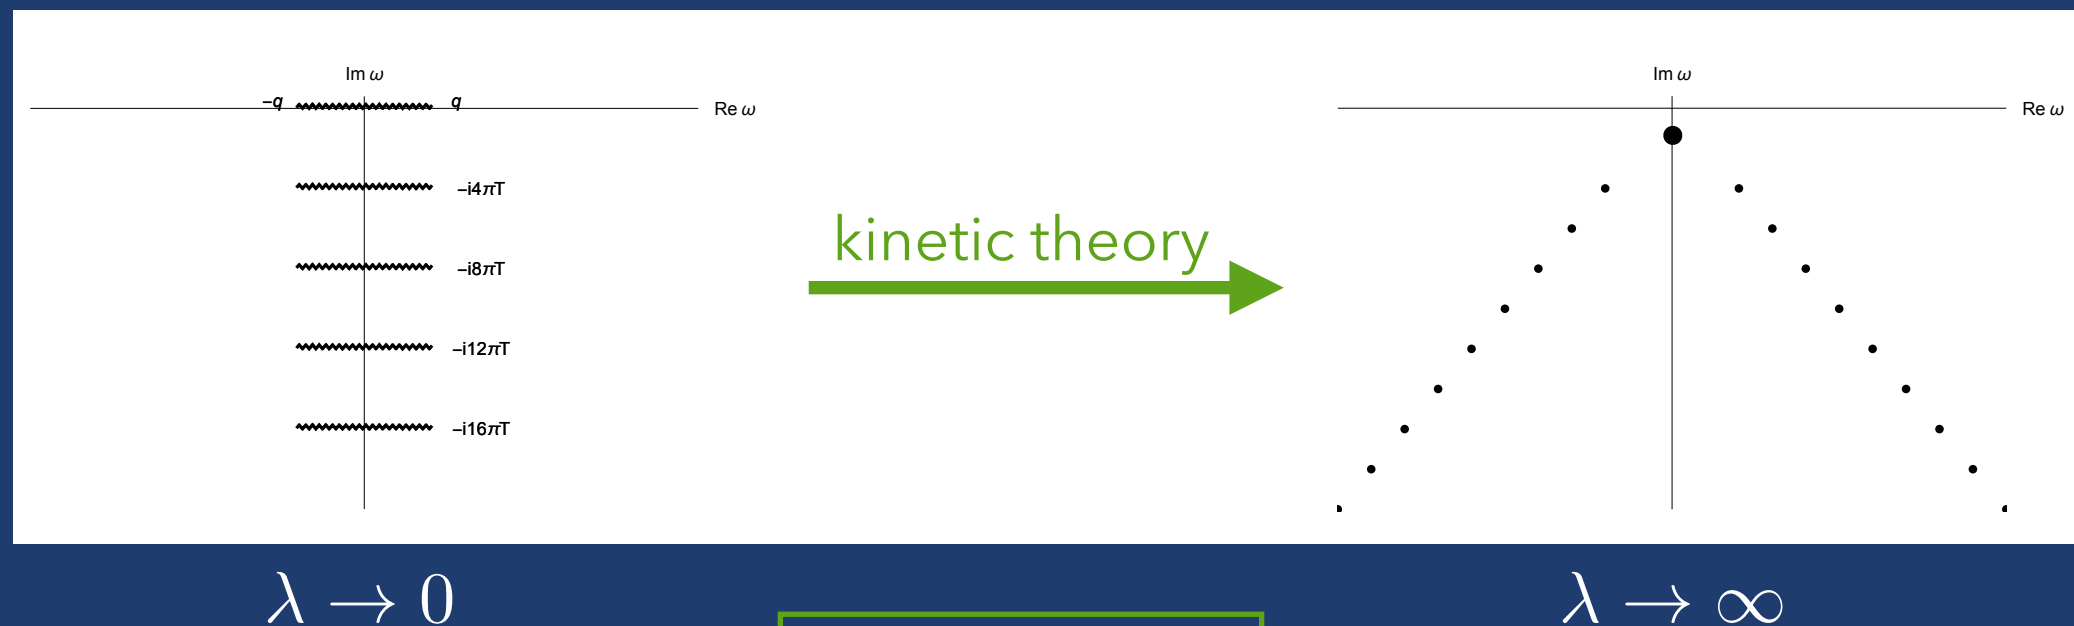 Im ω
−q
q
Re ω
−i4πT
−i8πT
−i12πT
−i16πT
kinetic theory
Im ω
Re ω
λ → 0
λ → ∞